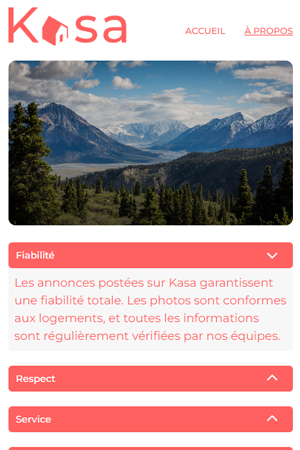 Kasa
ACCUEIL À PROPOS
Fiabilité
Les annonces postées sur Kasa garantissent
une fiabilité totale. Les photos sont conformes
aux logements, et toutes les informations
sont régulièrement vérifiées par nos équipes.
Respect
Service